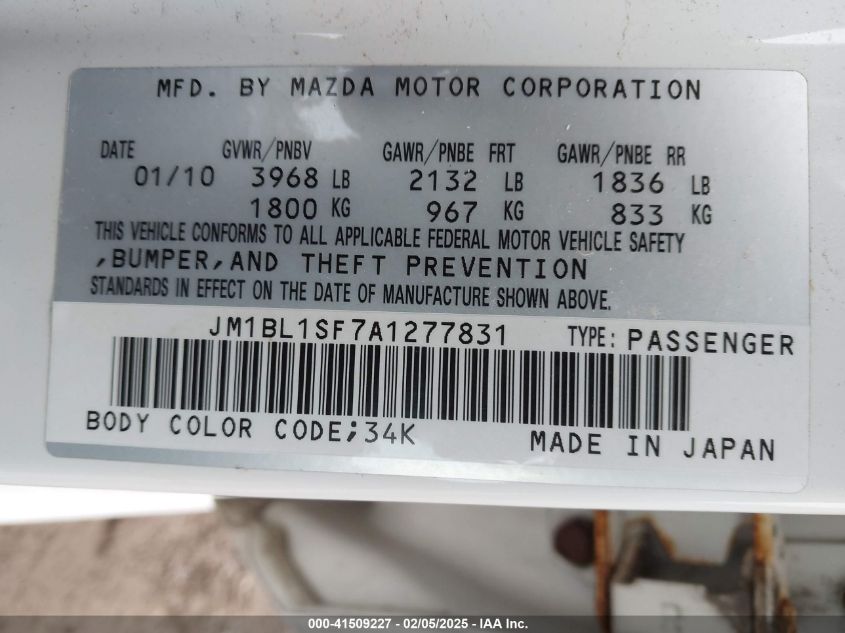 MFD. BY MAZDA MOTOR CORPORATION
DATE GVWR/PNBV GAWR/PNBE FRT GAWR/PNBE RR
01/10 3968 LB 2132 LB 1836 LB
1800 KG 967 KG 833 KG
THIS VEHICLE CONFORMS TO ALL APPLICABLE FEDERAL MOTOR VEHICLE SAFETY
,BUMPER,AND THEFT PREVENTION
STANDARDS IN EFFECT ON THE DATE OF MANUFACTURE SHOWN ABOVE.
JM1BL1SF7A1277831 TYPE: PASSENGER
BODY COLOR CODE;34K MADE IN JAPAN
000-41509227 - 02/05/2025 - IAA Inc.